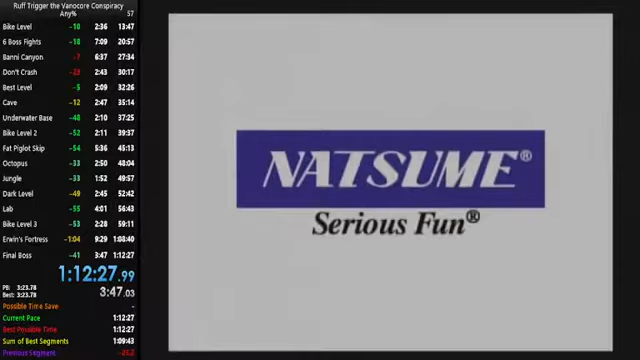 Ruff Trigger the Vanocore Conspiracy
Any% 57
Bike Level -10 2:36 13:47
6 Boss Fights -10 7:09 20:57
Banni Canyon -7 6:37 27:34
Don't Crash -23 2:43 30:17
Best Level -5 2:09 32:26
Cave -12 2:47 35:14
Underwater Base -48 2:10 37:25
Bike Level 2 -52 2:11 39:37
Fat Piglot Skip -54 5:36 45:13
Octopus -33 2:50 48:04
Jungle -33 1:52 49:57
Dark Level -49 2:45 52:42
Lab -55 4:01 56:43
Bike Level 3 -53 2:28 59:11
Erwin's Fortress -1:04 9:29 1:08:40
Final Boss -41 3:47 1:12:27
1:12:27.99
PB: 3:23.78
Best: 3:23.78
3:47.03
Possible Time Save -
Current Pace 1:12:27
Best Possible Time 1:12:27
Sum of Best Segments 1:09:43
Previous Segment -23.2
NATSUME®
Serious Fun®